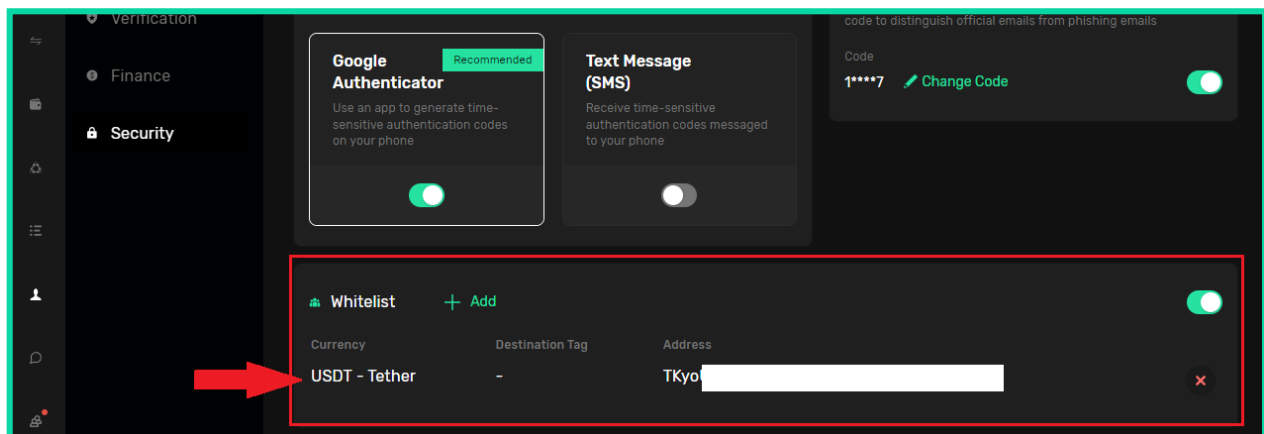 Verification
Finance
Security
Google
Authenticator
Recommended
Use an app to generate time-
sensitive authentication codes
on your phone
Text Message
(SMS)
Receive time-sensitive
authentication codes messaged
to your phone
code to distinguish official emails from phishing emails
Code
1****7 Change Code
Whitelist + Add
Currency Destination Tag Address
USDT - Tether - TKyo